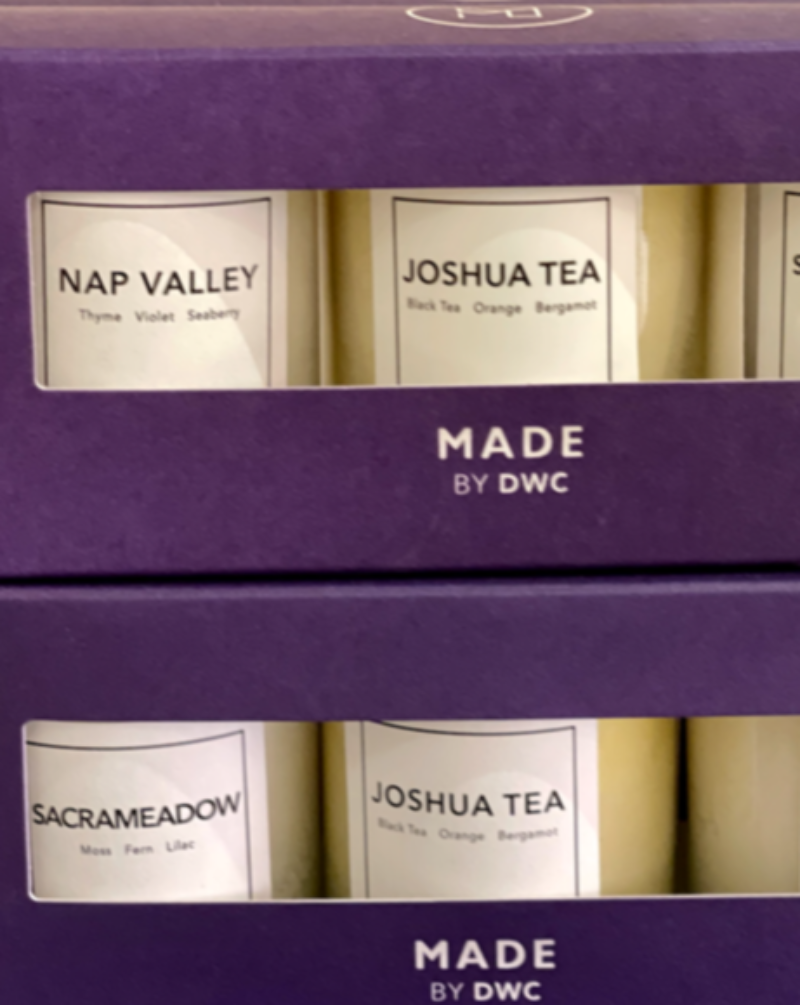 NAP VALLEY
Thyme Violet Seaberry
JOSHUA TEA
Black Tea Orange Bergamot
S
MADE
BY DWC
SACRAMEADOW
Moss Fern Lilac
JOSHUA TEA
Black Tea Orange Bergamot
MADE
BY DWC